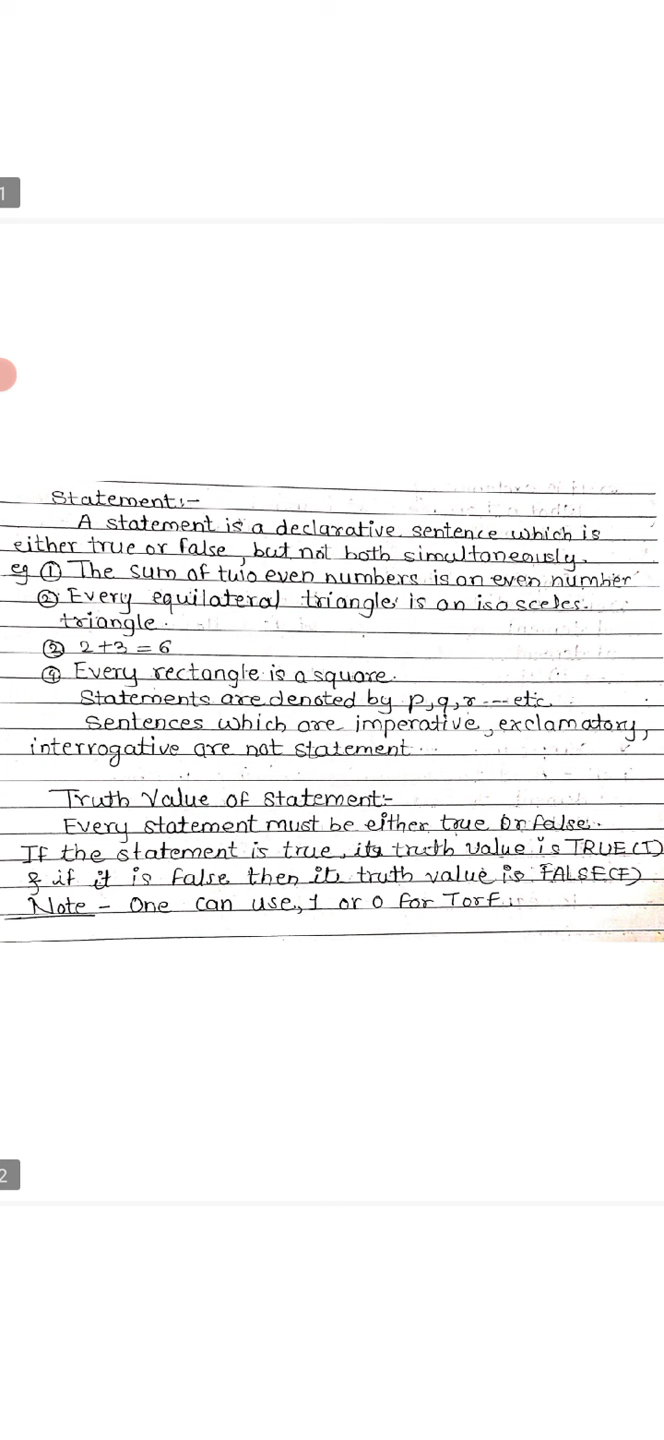 1
Statement:-
A statement is a declarative sentence which is
either true or false, but not both simultaneously.
eg ① The sum of two even numbers is an even number
② Every equilateral triangle is an isosceles
triangle.
③ 2+3=6
④ Every rectangle is a square.
Statements are denoted by p,q,r --- etc
Sentences which are imperative, exclamatory,
interrogative are not statement.
Truth Value of Statement:-
Every statement must be either true or false.
If the statement is true, its truth value is TRUE(T)
& if it is false then its truth value is FALSE(F)
Note - One can use, 1 or 0 for T or F.
2